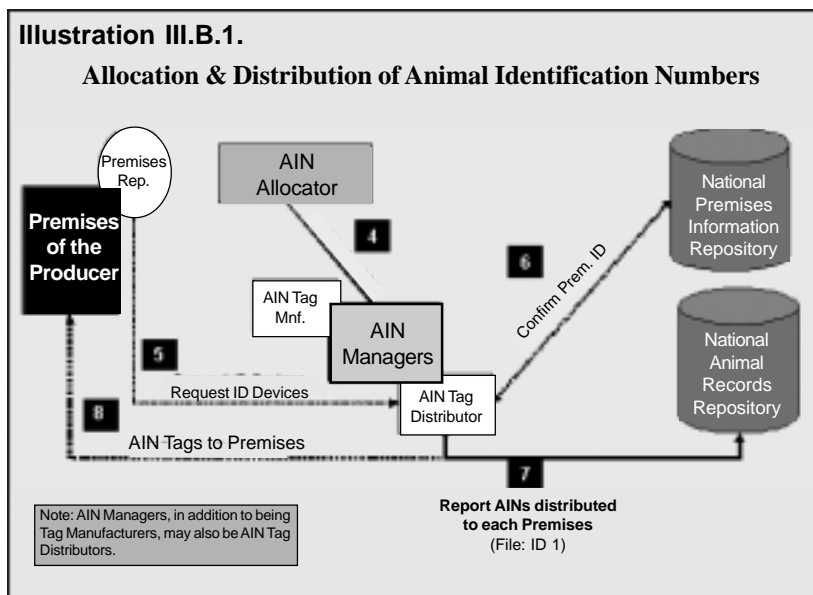 Illustration III.B.1.
Allocation & Distribution of Animal Identification Numbers
Premises
Rep.
Premises
of the
Producer
AIN
Allocator
4
AIN Tag
Mnf.
AIN
Managers
AIN Tag
Distributor
5
Request ID Devices
6
Confirm Prem. ID
National
Premises
Information
Repository
National
Animal
Records
Repository
8
AIN Tags to Premises
7
Report AINs distributed
to each Premises
(File: ID 1)
Note: AIN Managers, in addition to being
Tag Manufacturers, may also be AIN Tag
Distributors.